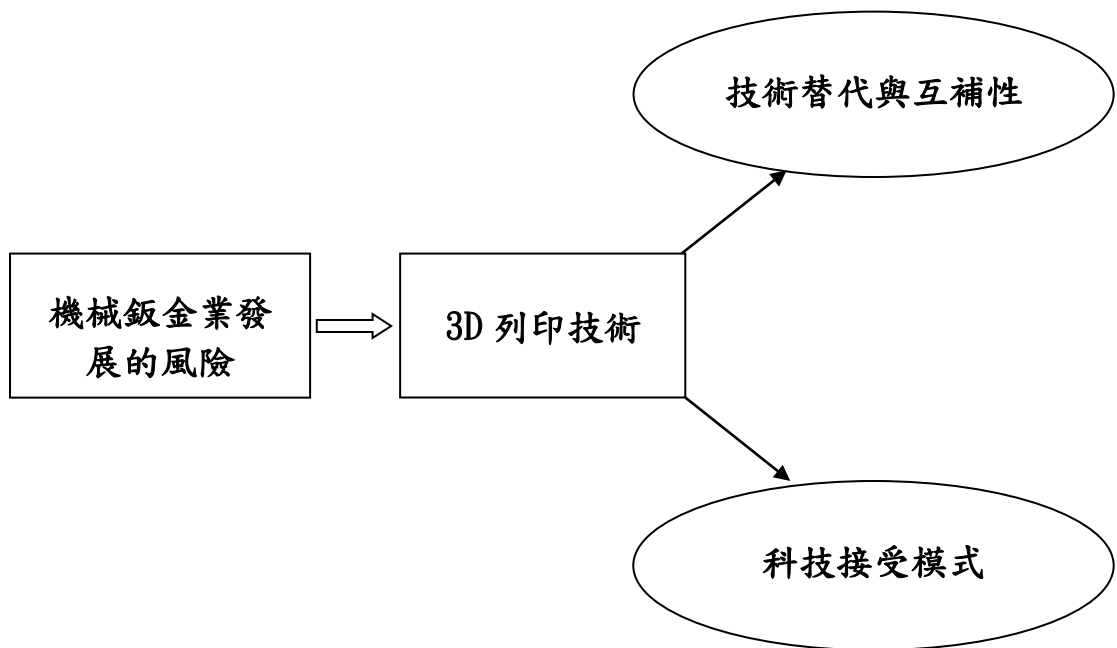 技術替代與互補性
機械鈑金業發
展的風險
3D 列印技術
科技接受模式